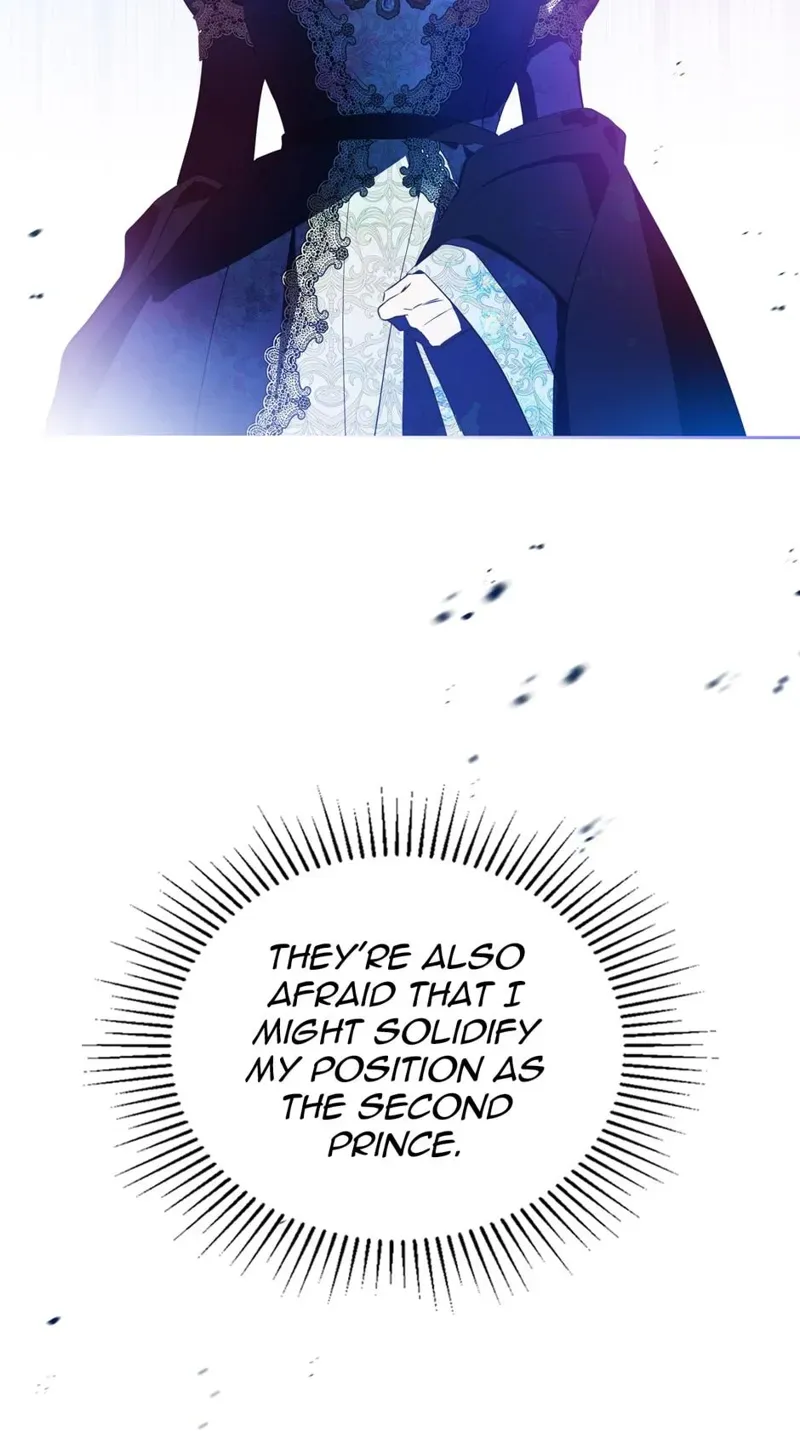 THEY'RE ALSO
AFRAID THAT I
MIGHT SOLIDIFY
MY POSITION AS
THE SECOND
PRINCE.